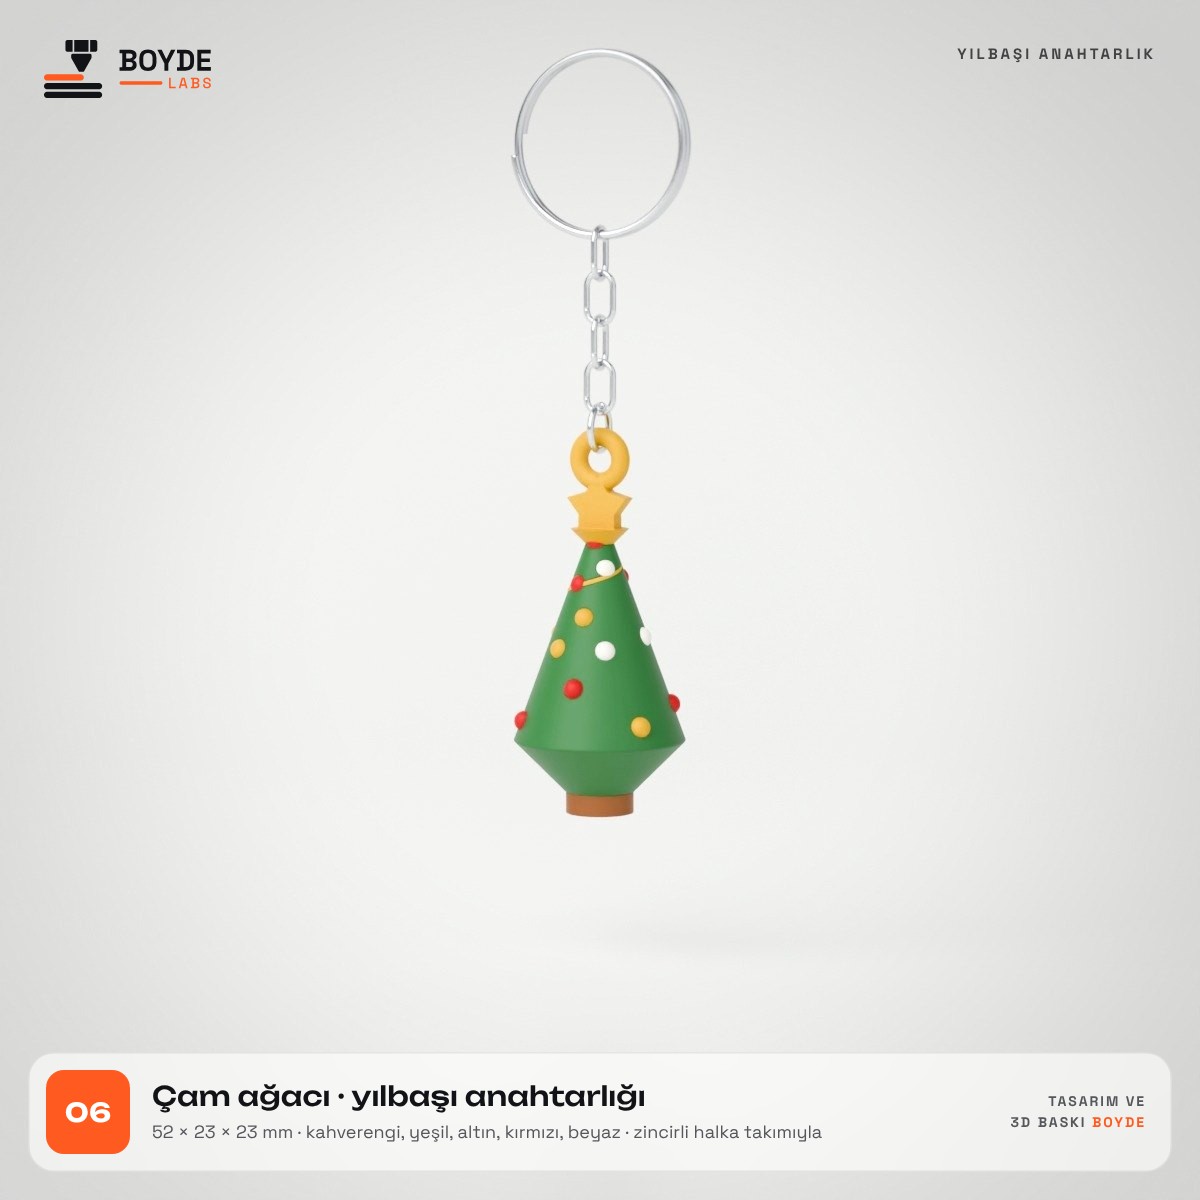 BOYDE
LABS
YILBAŞI ANAHTARLIK
06
Çam ağacı · yılbaşı anahtarlığı
52 × 23 × 23 mm · kahverengi, yeşil, altın, kırmızı, beyaz · zincirli halka takımıyla
TASARIM VE
3D BASKI BOYDE